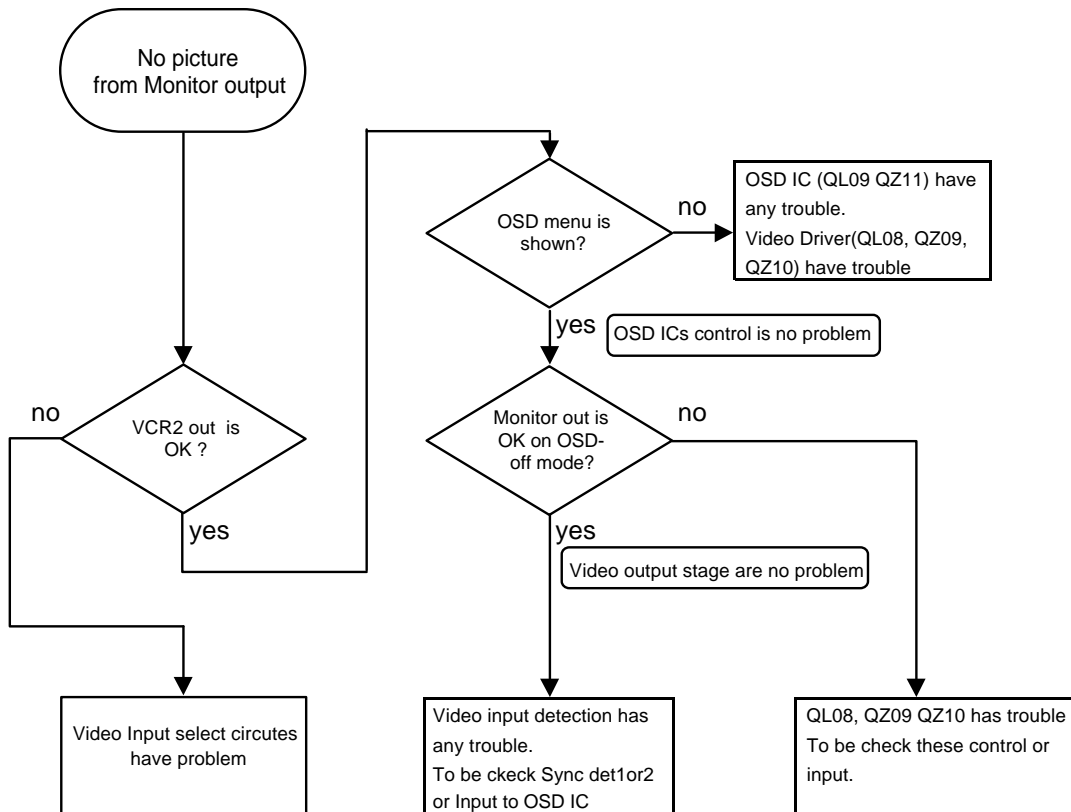 No picture
from Monitor output
OSD menu is
shown?
no
OSD IC (QL09 QZ11) have
any trouble.
Video Driver(QL08, QZ09,
QZ10) have trouble
yes
OSD ICs control is no problem
no
VCR2 out is
OK ?
yes
Monitor out is
OK on OSD-
off mode?
no
yes
Video output stage are no problem
Video Input select circutes
have problem
Video input detection has
any trouble.
To be ckeck Sync det1or2
or Input to OSD IC
QL08, QZ09 QZ10 has trouble
To be check these control or
input.